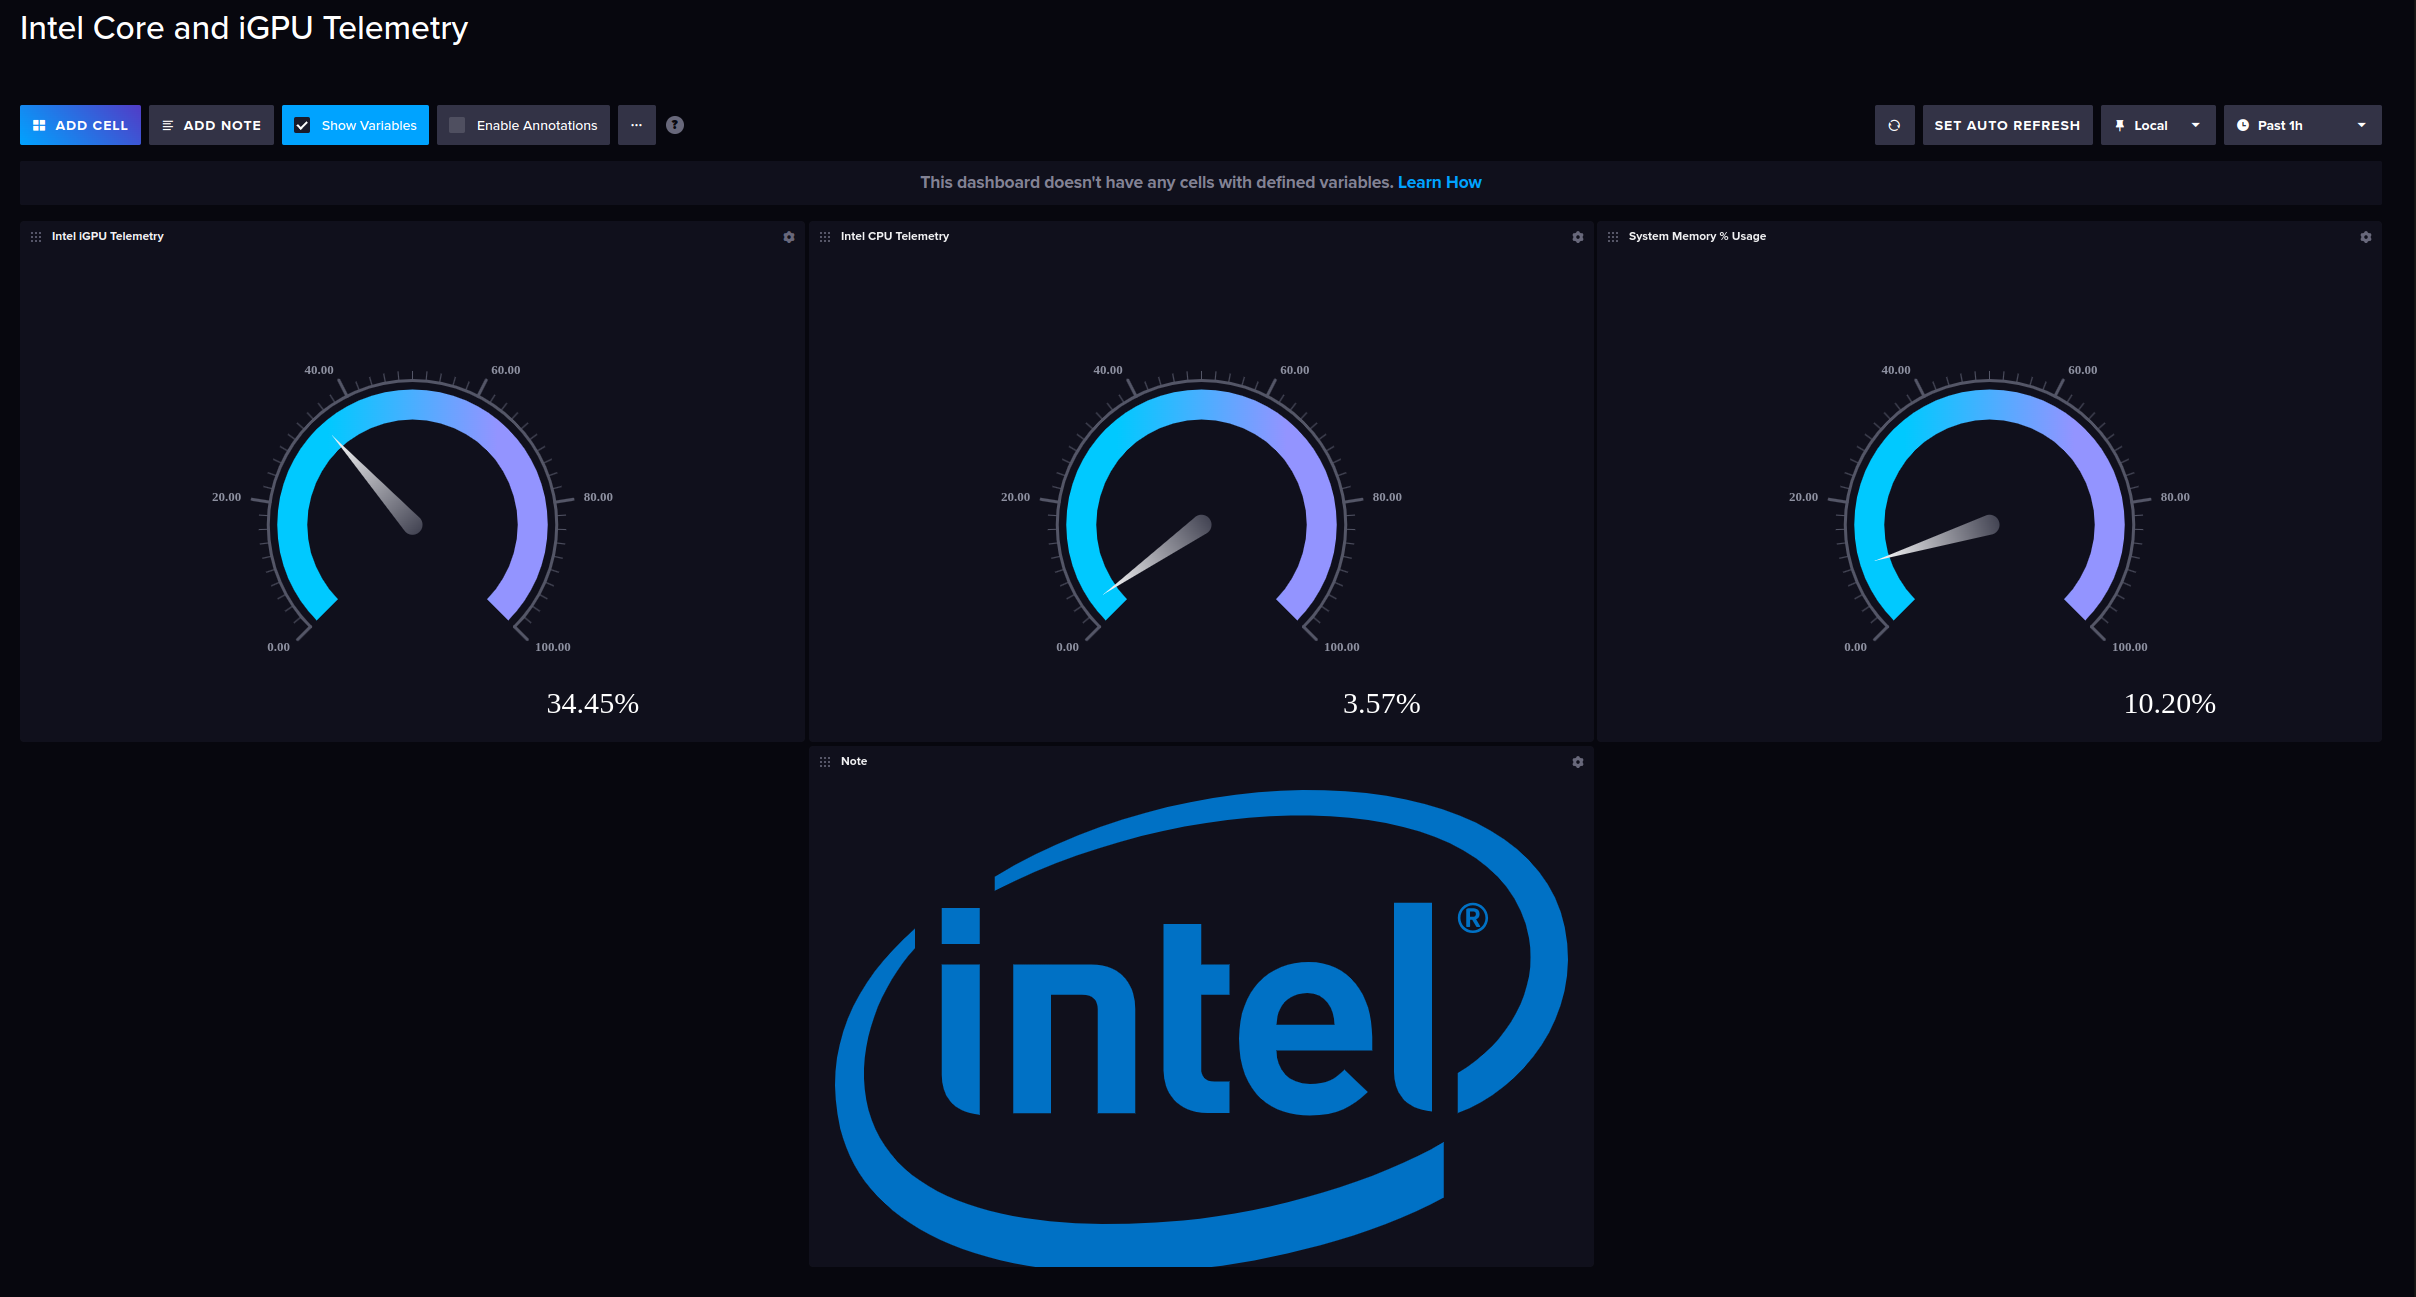 Intel Core and iGPU Telemetry
ADD CELL ADD NOTE Show Variables Enable Annotations ... ? SET AUTO REFRESH Local Past 1h
This dashboard doesn't have any cells with defined variables. Learn How
Intel iGPU Telemetry
40.00 60.00
20.00 80.00
0.00 100.00
34.45%
Intel CPU Telemetry
40.00 60.00
20.00 80.00
0.00 100.00
3.57%
System Memory % Usage
40.00 60.00
20.00 80.00
0.00 100.00
10.20%
Note
intel®